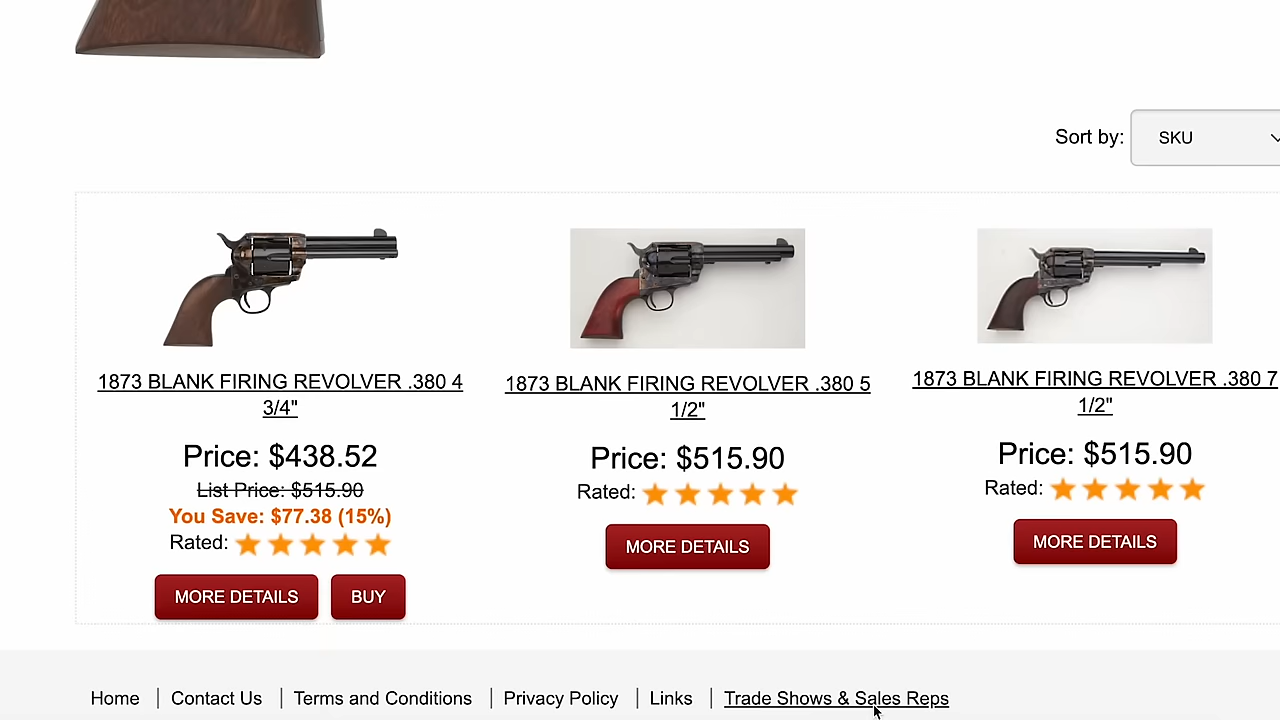 Sort by:
SKU
1873 BLANK FIRING REVOLVER .380 4
3/4"
Price: $438.52
List Price: $515.90
You Save: $77.38 (15%)
Rated:
MORE DETAILS
BUY
1873 BLANK FIRING REVOLVER .380 5
1/2"
Price: $515.90
Rated:
MORE DETAILS
1873 BLANK FIRING REVOLVER .380 7
1/2"
Price: $515.90
Rated:
MORE DETAILS
Home | Contact Us | Terms and Conditions | Privacy Policy | Links | Trade Shows & Sales Reps